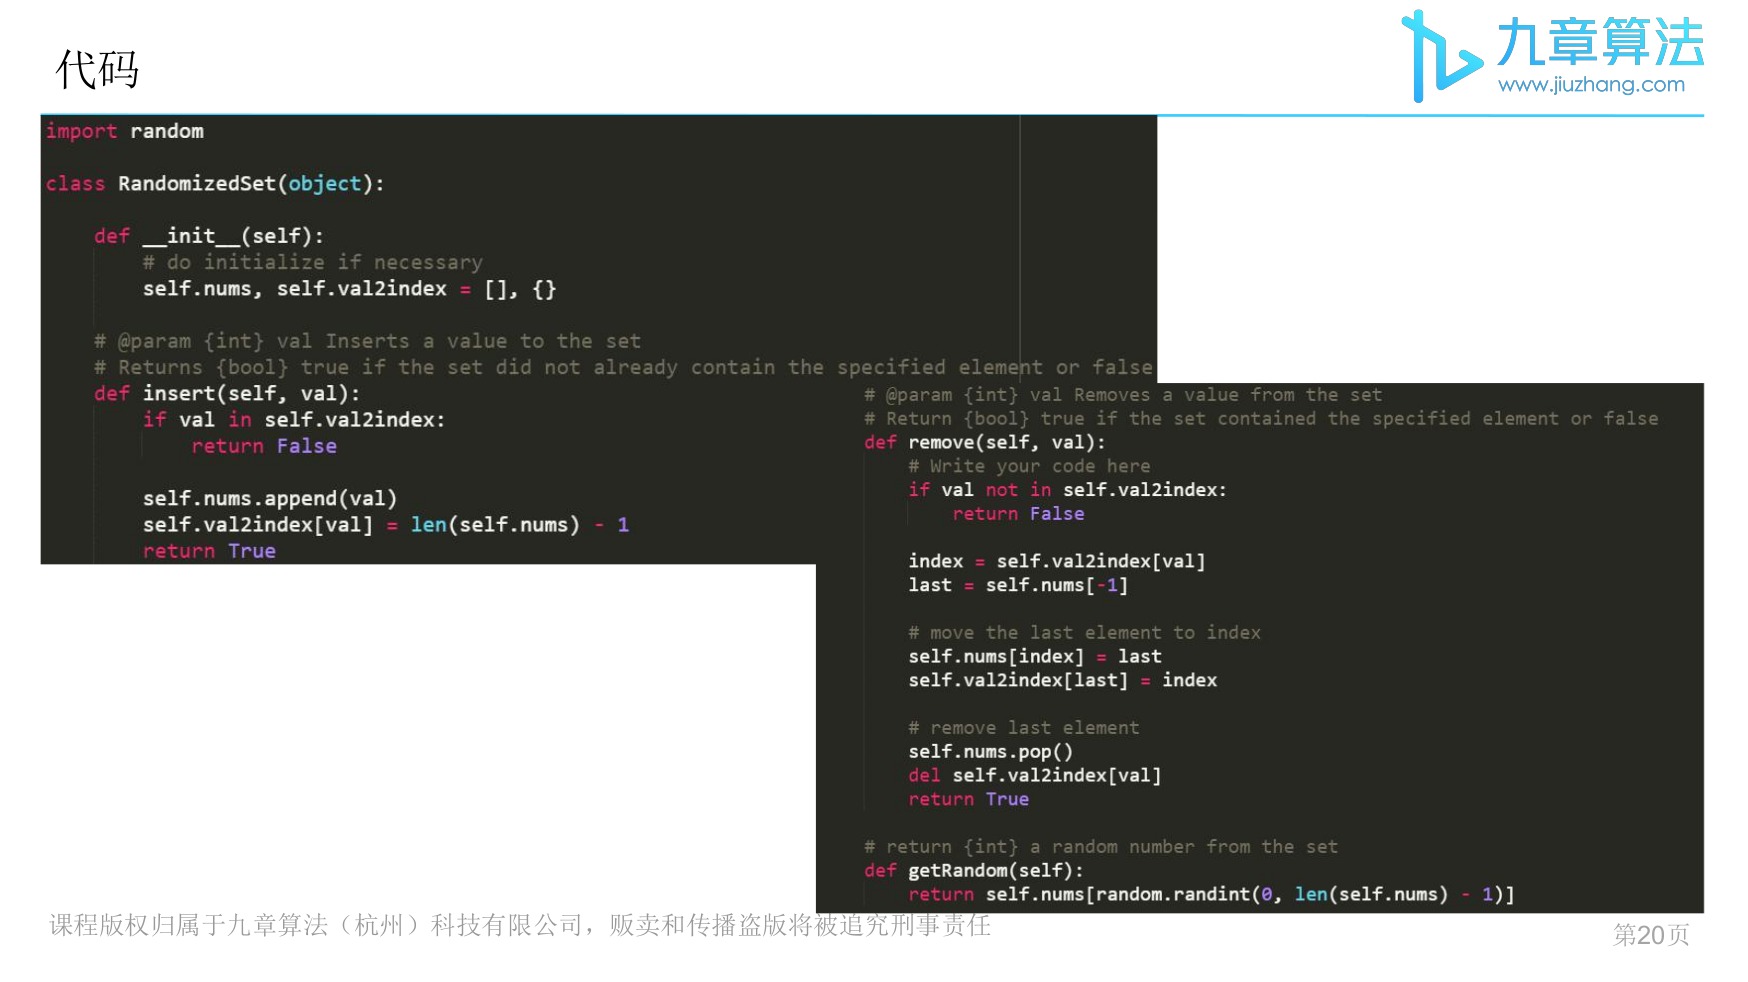 代码
九章算法
www.jiuzhang.com
import random
class RandomizedSet(object):
    def __init__(self):
        # do initialize if necessary
        self.nums, self.val2index = [], {}
    # @param {int} val Inserts a value to the set
    # Returns {bool} true if the set did not already contain the specified element or false
    def insert(self, val):
        if val in self.val2index:
            return False
        self.nums.append(val)
        self.val2index[val] = len(self.nums) - 1
        return True
    # @param {int} val Removes a value from the set
    # Return {bool} true if the set contained the specified element or false
    def remove(self, val):
        # Write your code here
        if val not in self.val2index:
            return False
        index = self.val2index[val]
        last = self.nums[-1]
        # move the last element to index
        self.nums[index] = last
        self.val2index[last] = index
        # remove last element
        self.nums.pop()
        del self.val2index[val]
        return True
    # return {int} a random number from the set
    def getRandom(self):
        return self.nums[random.randint(0, len(self.nums) - 1)]
课程版权归属于九章算法（杭州）科技有限公司，贩卖和传播盗版将被追究刑事责任
第20页